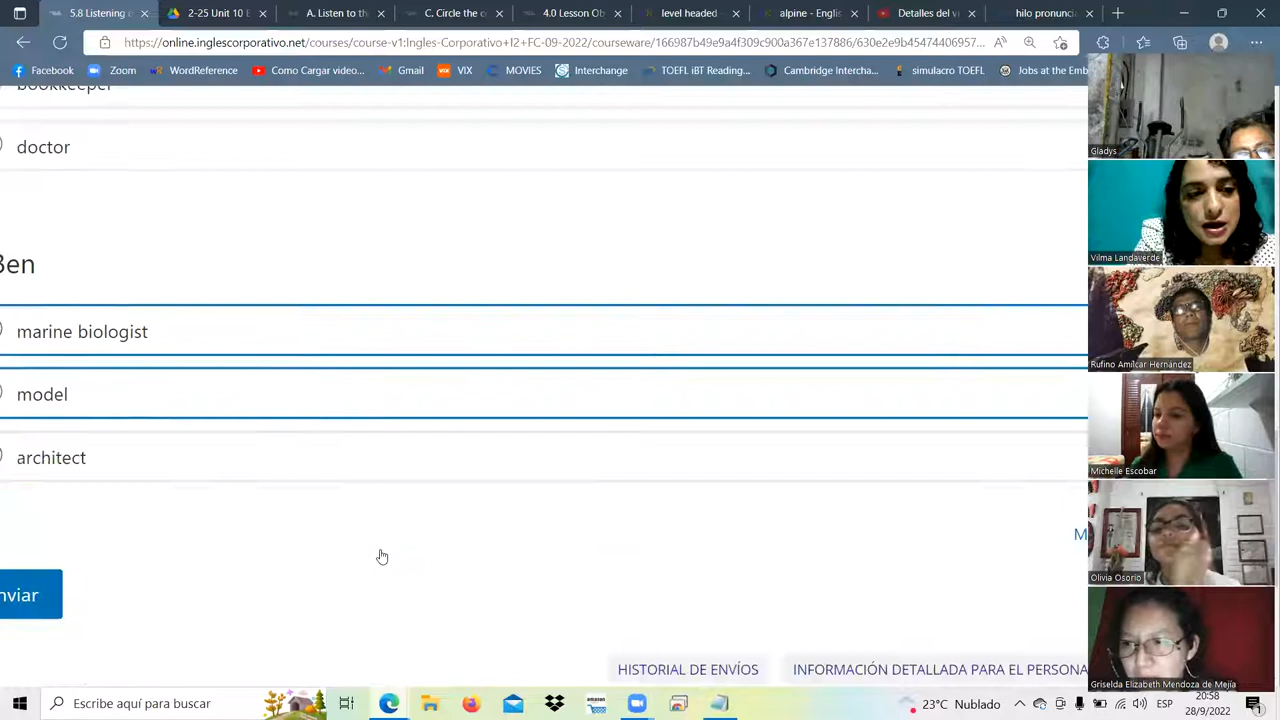 5.8 Listening to
2-25 Unit 10 E
A. Listen to th
C. Circle the c
4.0 Lesson Ob
level headed
alpine - Englis
Detalles del v
hilo pronunci
https://online.inglescorporativo.net/courses/course-v1:Ingles-Corporativo+I2+FC-09-2022/courseware/166987b49e9a4f309c900a367e137886/630e2e9b45474406957...
Facebook
Zoom
WordReference
Como Cargar video...
Gmail
VIX
MOVIES
Interchange
TOEFL iBT Reading...
Cambridge Intercha...
simulacro TOEFL
Jobs at the Emb
bookkeeper
doctor
Ben
marine biologist
model
architect
nviar
M
HISTORIAL DE ENVÍOS
INFORMACIÓN DETALLADA PARA EL PERSONA
Gladys
Vilma Landaverde
Rufino Amílcar Hernández
Michelle Escobar
Olivia Osorio
Griselda Elizabeth Mendoza de Mejía
Escribe aquí para buscar
23°C Nublado
ESP
20:58
28/9/2022